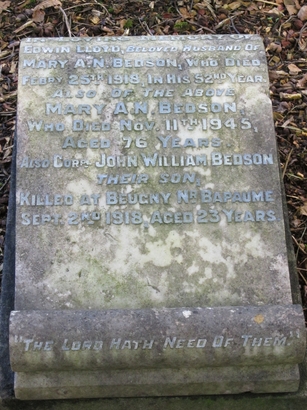 EDWIN LLOYD, BELOVED HUSBAND OF
MARY A.N. BEDSON, WHO DIED
FEBRY 25TH 1919, IN HIS 52ND YEAR.
ALSO OF THE ABOVE
MARY A.N. BEDSON
WHO DIED NOV. 11TH 1945,
AGED 76 YEARS.
ALSO CORPL JOHN WILLIAM BEDSON
THEIR SON,
KILLED AT BEUGNY NR BAPAUME
SEPT. 2ND 1918, AGED 23 YEARS
"THE LORD HATH NEED OF THEM"